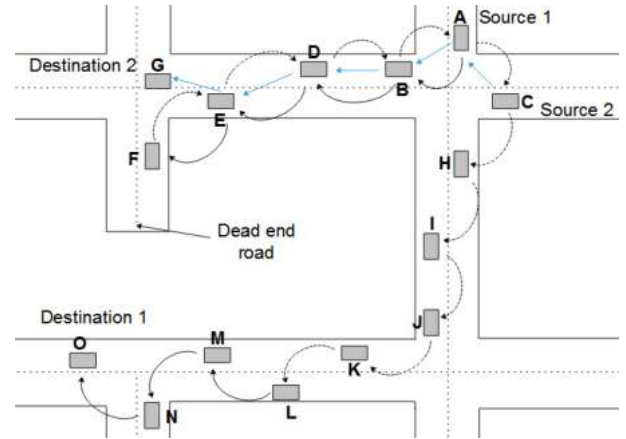 A Source 1
D
Destination 2 G
B
C
E
Source 2
F
H
I
Dead end
road
Destination 1
J
O
M
K
L
N